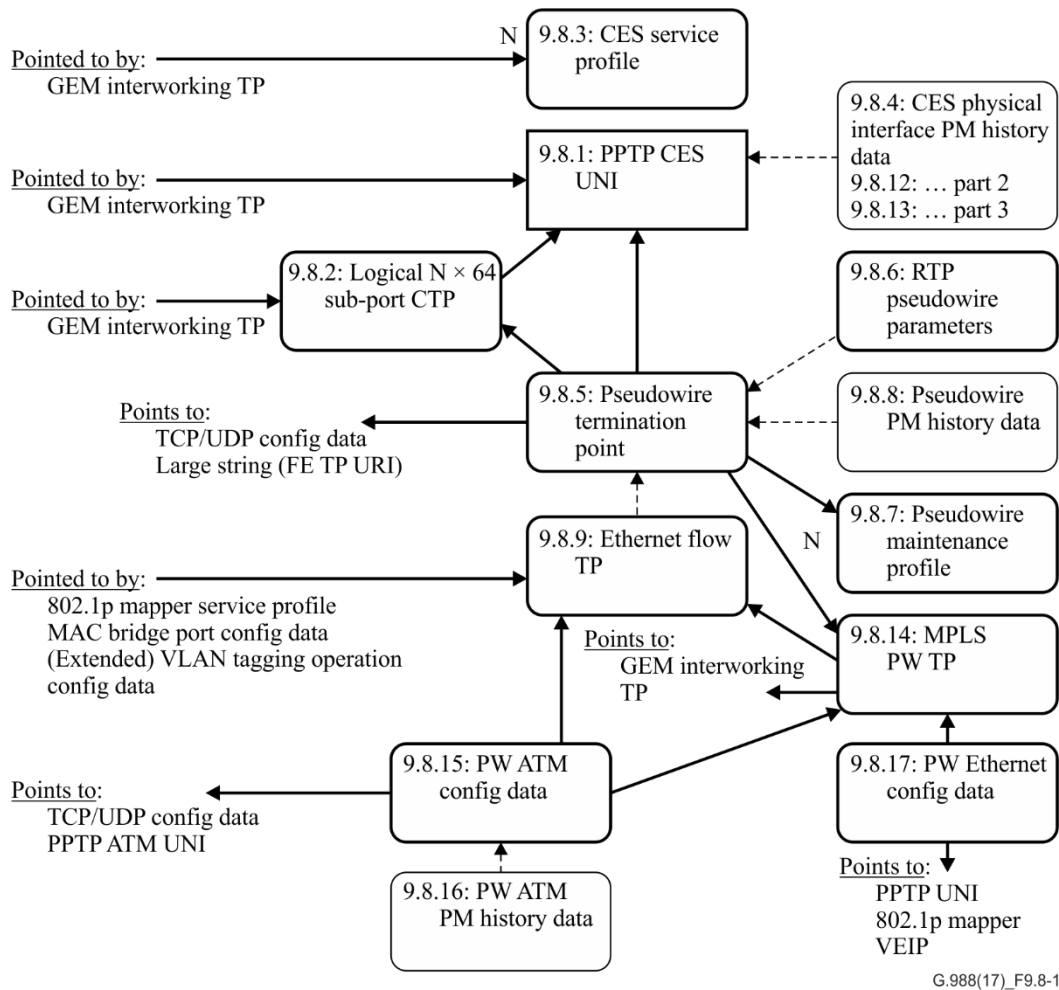 Pointed to by:
GEM interworking TP
N
9.8.3: CES service
profile
9.8.4: CES physical
interface PM history
data
9.8.12: … part 2
9.8.13: … part 3
Pointed to by:
GEM interworking TP
9.8.1: PPTP CES
UNI
Pointed to by:
GEM interworking TP
9.8.2: Logical N × 64
sub-port CTP
9.8.6: RTP
pseudowire
parameters
Points to:
TCP/UDP config data
Large string (FE TP URI)
9.8.5: Pseudowire
termination
point
9.8.8: Pseudowire
PM history data
N
9.8.7: Pseudowire
maintenance
profile
Pointed to by:
802.1p mapper service profile
MAC bridge port config data
(Extended) VLAN tagging operation
config data
9.8.9: Ethernet flow
TP
Points to:
GEM interworking
TP
9.8.14: MPLS
PW TP
Points to:
TCP/UDP config data
PPTP ATM UNI
9.8.15: PW ATM
config data
9.8.17: PW Ethernet
config data
9.8.16: PW ATM
PM history data
Points to:
PPTP UNI
802.1p mapper
VEIP
G.988(17)_F9.8-1